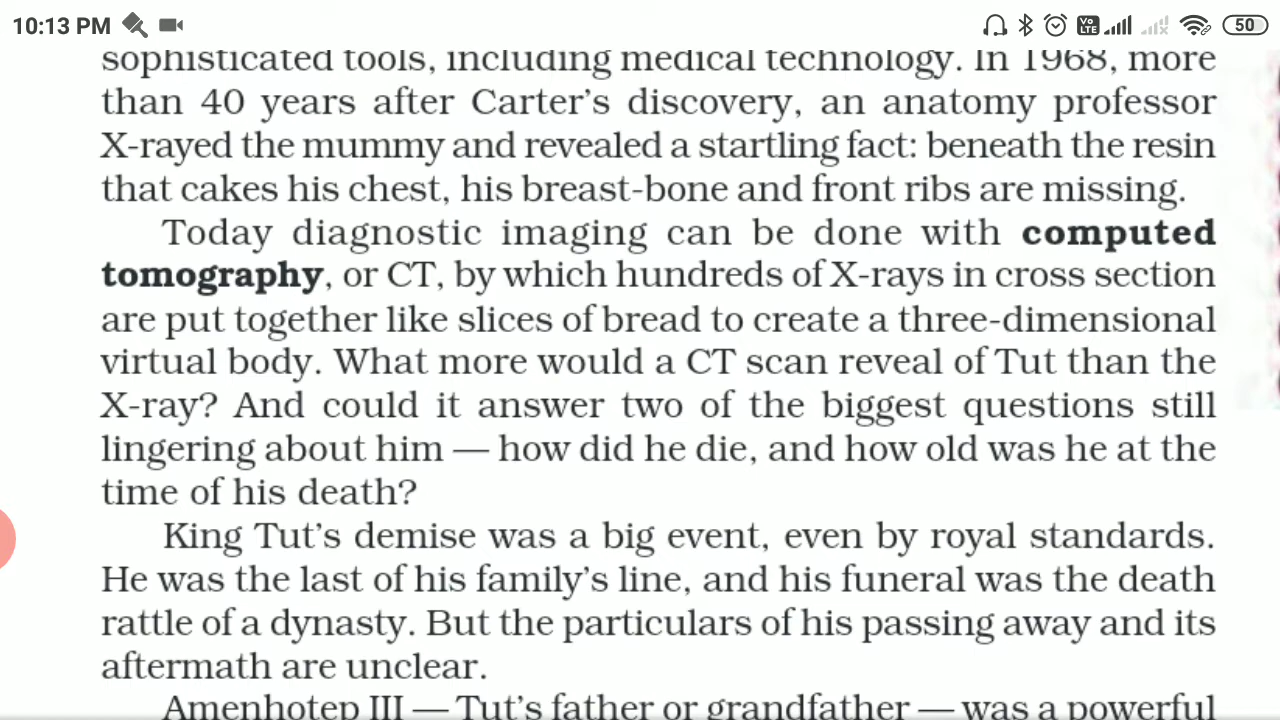 10:13 PM
Vo LTE
50
sophisticated tools, including medical technology. In 1968, more
than 40 years after Carter's discovery, an anatomy professor
X-rayed the mummy and revealed a startling fact: beneath the resin
that cakes his chest, his breast-bone and front ribs are missing.
Today diagnostic imaging can be done with computed
tomography, or CT, by which hundreds of X-rays in cross section
are put together like slices of bread to create a three-dimensional
virtual body. What more would a CT scan reveal of Tut than the
X-ray? And could it answer two of the biggest questions still
lingering about him — how did he die, and how old was he at the
time of his death?
King Tut's demise was a big event, even by royal standards.
He was the last of his family's line, and his funeral was the death
rattle of a dynasty. But the particulars of his passing away and its
aftermath are unclear.
Amenhotep III — Tut's father or grandfather — was a powerful